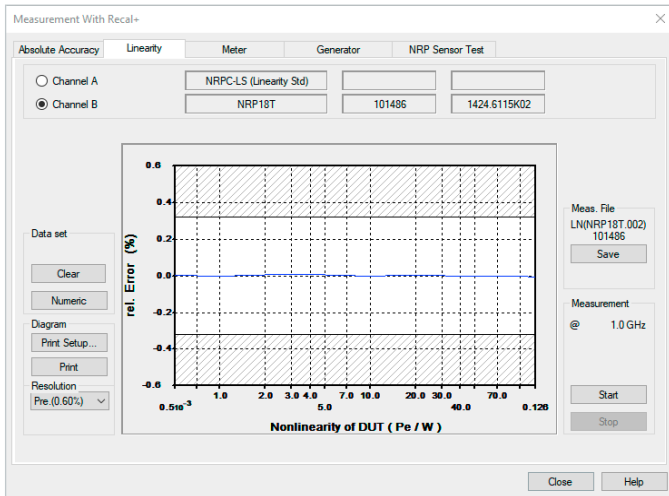 Measurement With Recal+
Absolute Accuracy Linearity Meter Generator NRP Sensor Test
Channel A NRPC-LS (Linearity Std)
Channel B NRP18T 101486 1424.6115K02
Data set
Clear
Numeric
Diagram
Print Setup...
Print
Resolution
Pre.(0.60%)
rel. Error (%)
0.6
0.4
0.2
0.0
-0.2
-0.4
-0.6
1.0 2.0 3.0 4.0 7.0 10.0 20.0 30.0 70.0
0.510⁻³ 5.0 40.0 0.126
Nonlinearity of DUT ( Pe / W )
Meas. File
LN(NRP18T.002)
101486
Save
Measurement
@ 1.0 GHz
Start
Stop
Close Help